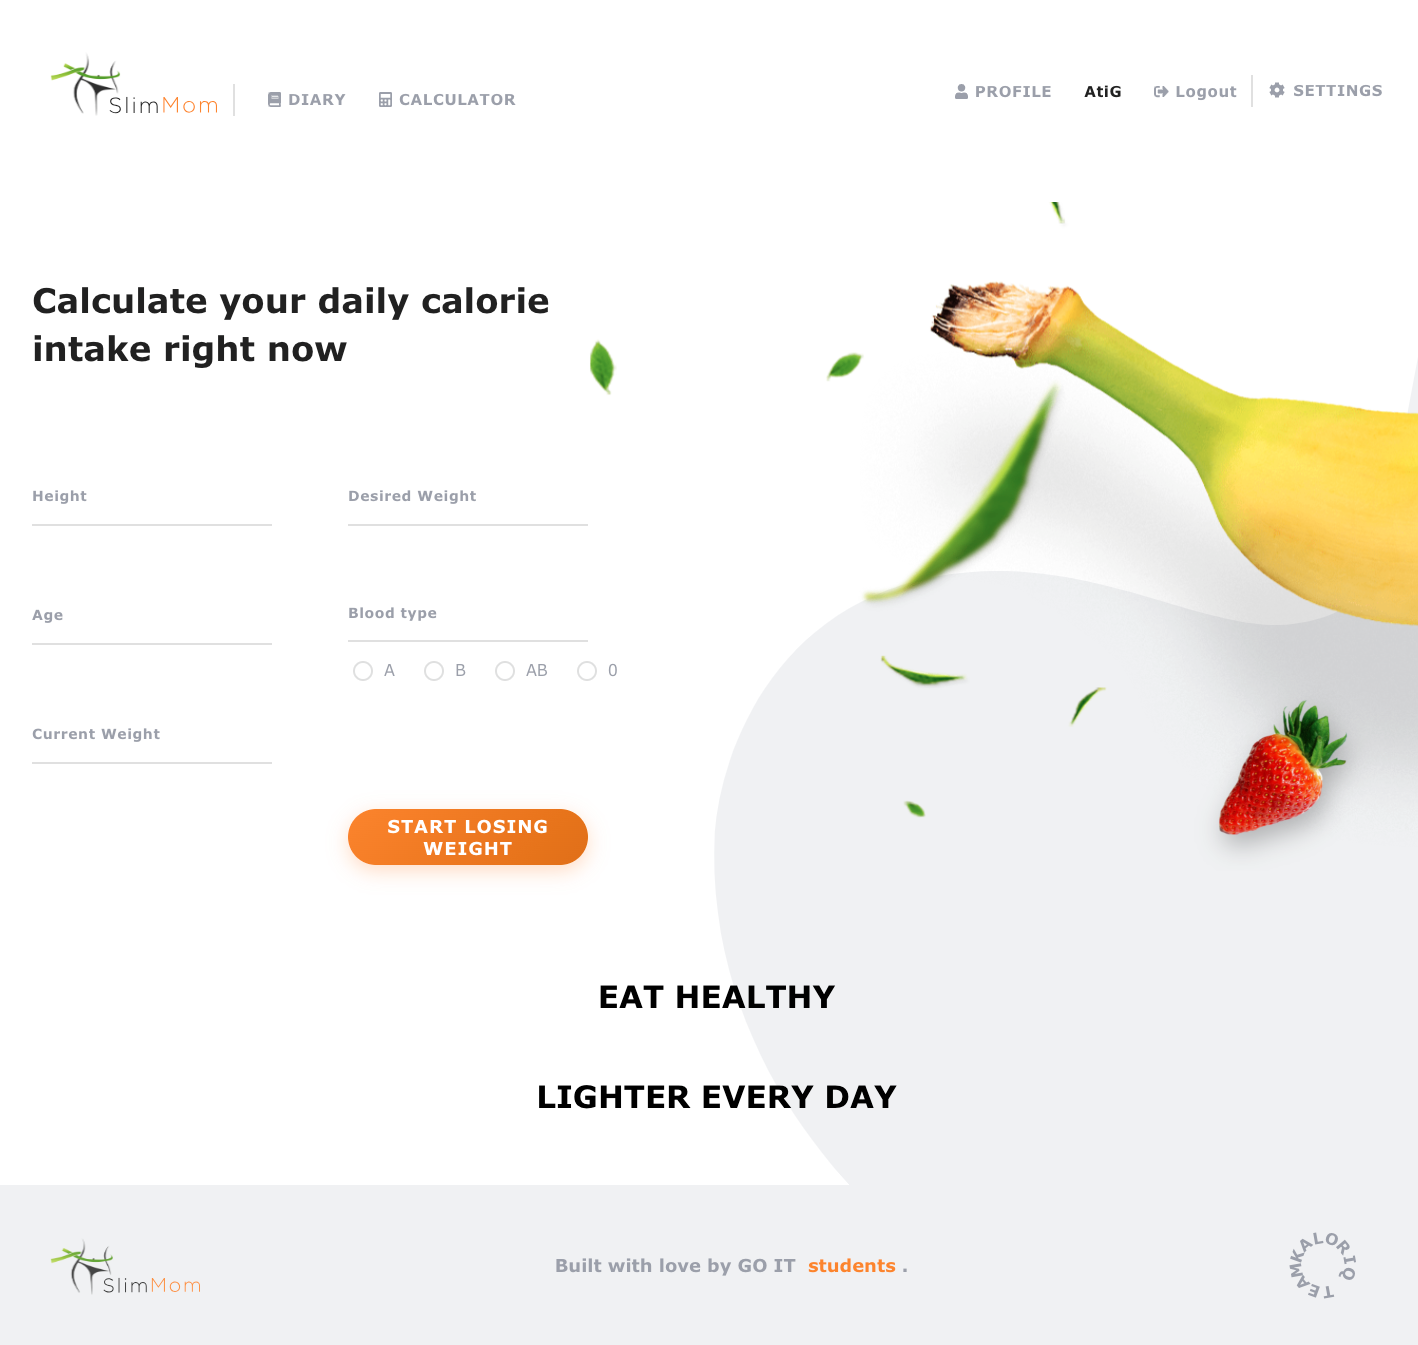 SlimMom
DIARY
CALCULATOR
PROFILE
AtiG
Logout
SETTINGS
Calculate your daily calorie
intake right now
Height
Desired Weight
Age
Blood type
A
B
AB
0
Current Weight
START LOSING
WEIGHT
EAT HEALTHY
LIGHTER EVERY DAY
SlimMom
Built with love by GO IT students .
TEAMKALORIQ